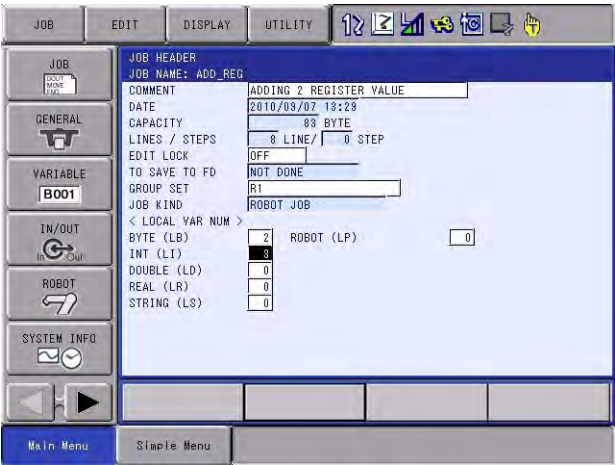 JOB EDIT DISPLAY UTILITY
JOB
DOUT
MOVE
END
GENERAL
VARIABLE
B001
IN/OUT
In Out
ROBOT
SYSTEM INFO
JOB HEADER
JOB NAME: ADD_REG
COMMENT ADDING 2 REGISTER VALUE
DATE 2010/09/07 13:29
CAPACITY 83 BYTE
LINES / STEPS 8 LINE/ 0 STEP
EDIT LOCK OFF
TO SAVE TO FD NOT DONE
GROUP SET R1
JOB KIND ROBOT JOB
< LOCAL VAR NUM >
BYTE (LB) 2 ROBOT (LP) 0
INT (LI) 3
DOUBLE (LD) 0
REAL (LR) 0
STRING (LS) 0
Main Menu Simple Menu